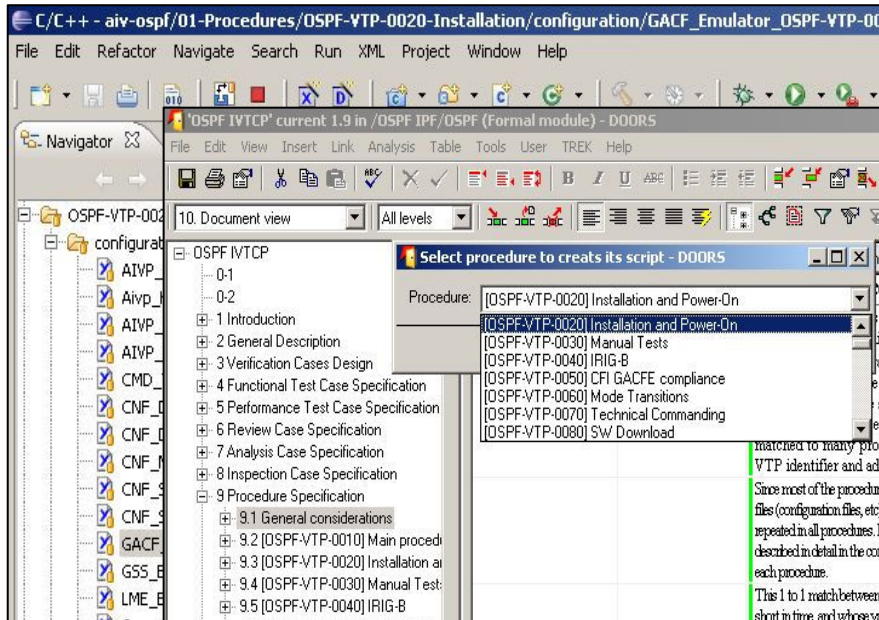 C/C++ - aiv-ospf/01-Procedures/OSPF-VTP-0020-Installation/configuration/GACF_Emulator_OSPF-VTP-00
File Edit Refactor Navigate Search Run XML Project Window Help
'OSPF IVTCP' current 1.9 in /OSPF IPF/OSPF (Formal module) - DOORS
Navigator
File Edit View Insert Link Analysis Table Tools User TREK Help
10. Document view All levels
OSPF-VTP-002
configurat
AIVP_
Aivp_
AIVP_
AIVP_
CMD_
CNF_
CNF_
CNF_
CNF_S
CNF_S
GACF_
GSS_E
LME_E
OSPF IVTCP
0-1
0-2
1 Introduction
2 General Description
3 Verification Cases Design
4 Functional Test Case Specification
5 Performance Test Case Specification
6 Review Case Specification
7 Analysis Case Specification
8 Inspection Case Specification
9 Procedure Specification
9.1 General considerations
9.2 [OSPF-VTP-0010] Main procedu
9.3 [OSPF-VTP-0020] Installation a
9.4 [OSPF-VTP-0030] Manual Test
9.5 [OSPF-VTP-0040] IRIG-B
Select procedure to creats its script - DOORS
Procedure: [OSPF-VTP-0020] Installation and Power-On
[OSPF-VTP-0020] Installation and Power-On
[OSPF-VTP-0030] Manual Tests
[OSPF-VTP-0040] IRIG-B
[OSPF-VTP-0050] CFI GACFE compliance
[OSPF-VTP-0060] Mode Transitions
[OSPF-VTP-0070] Technical Commanding
[OSPF-VTP-0080] SW Download
matched to many pro
VTP identifier and ad
Since most of the procedur
files (configuration files, etc
repeated in all procedures.
described in detail in the co
each procedure.
This 1 to 1 match between
short in time, and whose v